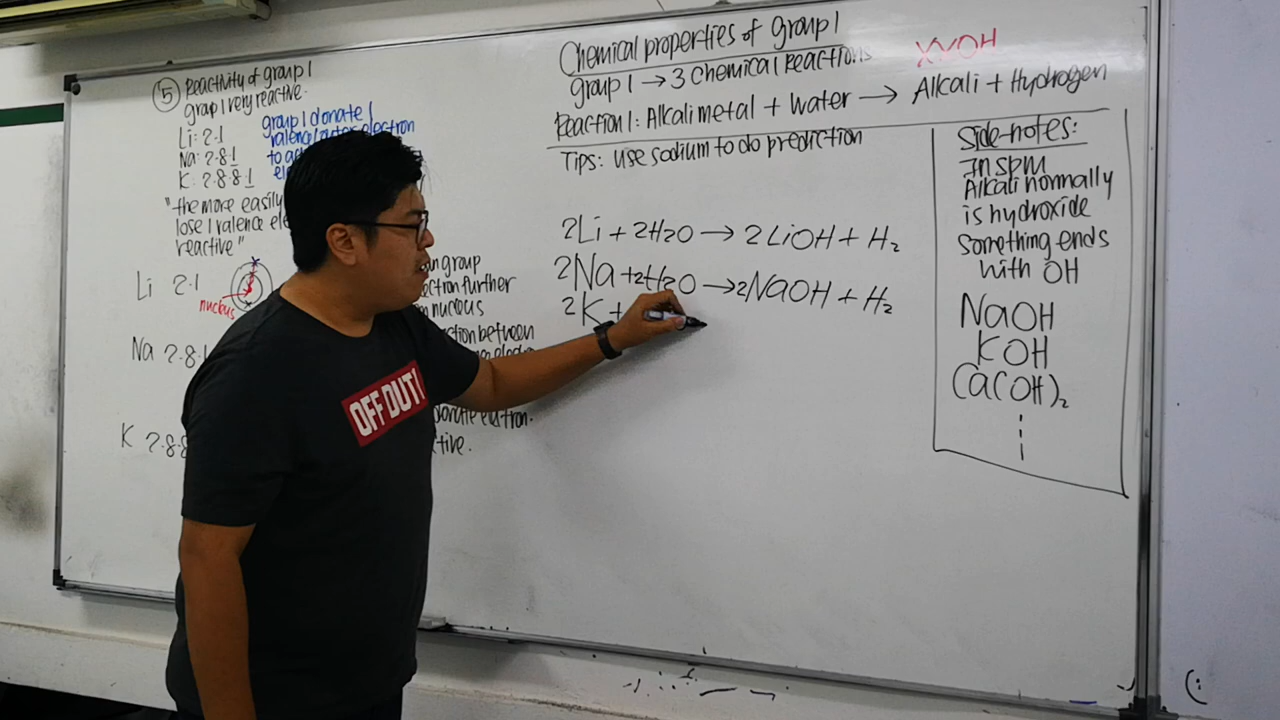 5 Reactivity of group 1
group 1 very reactive.
Li: 2·1
Na: 2·8·1
K: 2·8·8·1
group 1 donate 1
valence/outer electron
to
"the more easily
lose 1 valence
reactive"
Li 2·1
nucleus
Na 2·8·1
K 2·8·8
group
further
nucleus
between
donate electron.
OFF DUTY
Chemical properties of group 1
group 1 → 3 Chemical Reactions
XYOH
Reaction 1: Alkali metal + water → Alkali + Hydrogen
Tips: use sodium to do prediction
2Li + 2H2O → 2LiOH + H2
2Na + 2H2O → 2NaOH + H2
2K +
Side-notes:
In spm
Alkali normally
is hydroxide
something ends
with OH
NaOH
KOH
Ca(OH)2